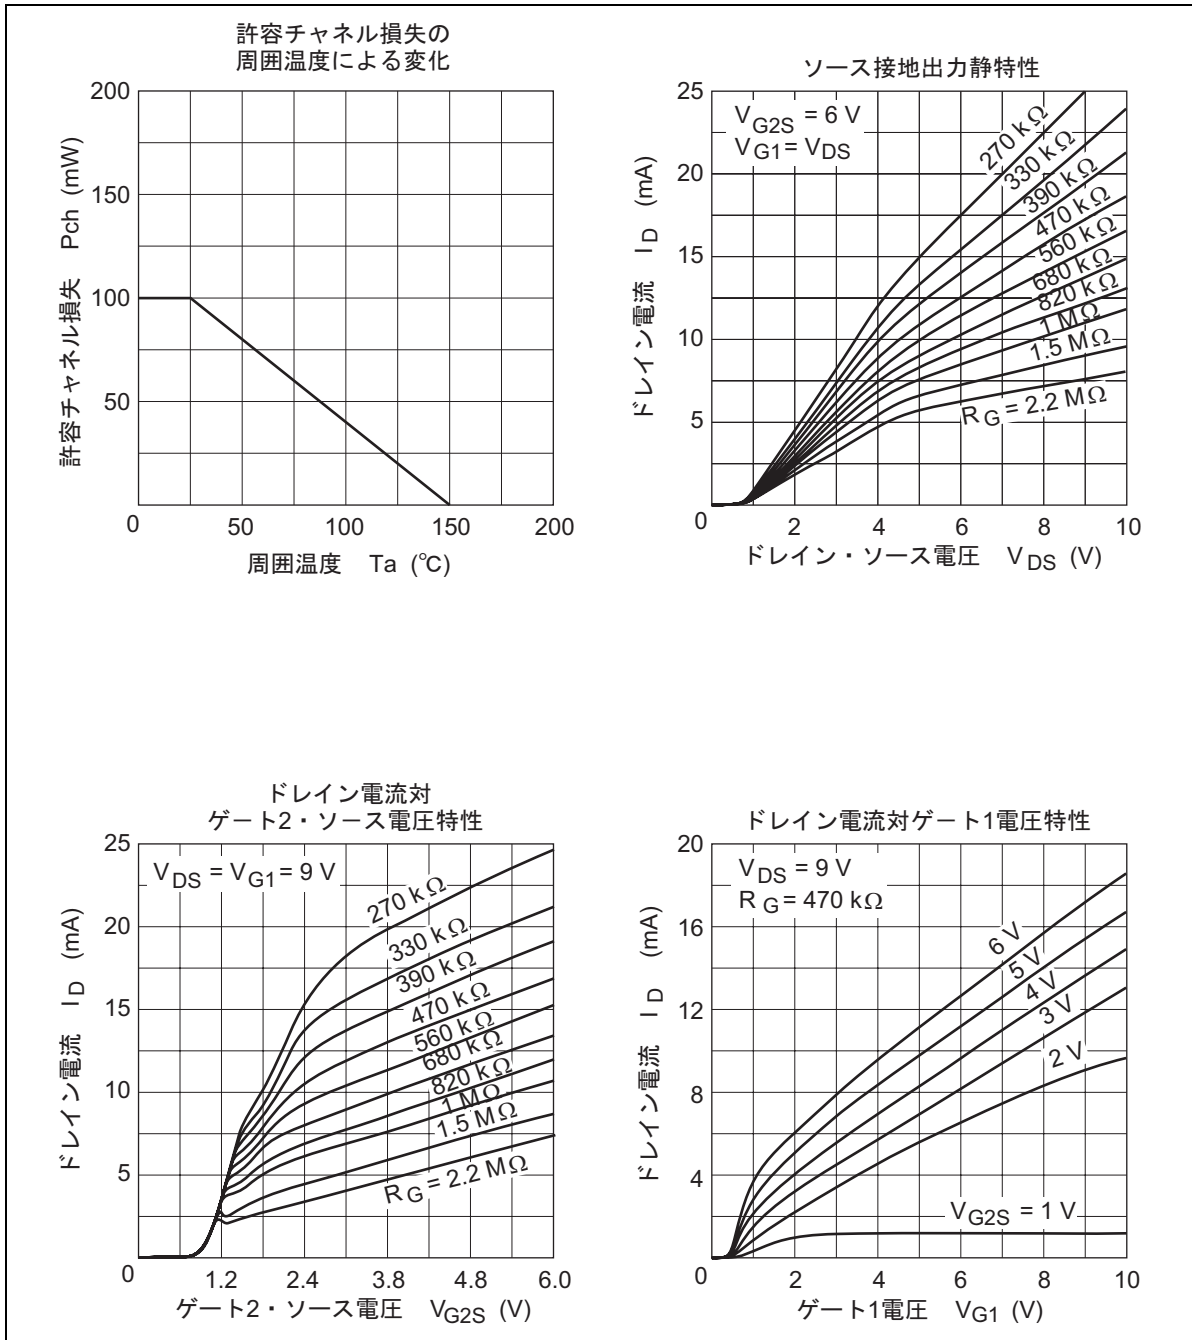 許容チャネル損失の
周囲温度による変化
200
150
100
50
0
50
100
150
200
許容チャネル損失 Pch (mW)
周囲温度 Ta (℃)
ソース接地出力静特性
VG2S = 6 V
VG1 = VDS
25
20
15
10
5
0
2
4
6
8
10
270 kΩ
330 kΩ
390 kΩ
470 kΩ
560 kΩ
680 kΩ
820 kΩ
1 MΩ
1.5 MΩ
RG = 2.2 MΩ
ドレイン電流 ID (mA)
ドレイン・ソース電圧 VDS (V)
ドレイン電流対
ゲート2・ソース電圧特性
VDS = VG1 = 9 V
25
20
15
10
5
0
1.2
2.4
3.8
4.8
6.0
270 kΩ
330 kΩ
390 kΩ
470 kΩ
560 kΩ
680 kΩ
820 kΩ
1 MΩ
1.5 MΩ
RG = 2.2 MΩ
ドレイン電流 ID (mA)
ゲート2・ソース電圧 VG2S (V)
ドレイン電流対ゲート1電圧特性
VDS = 9 V
RG = 470 kΩ
20
16
12
8
4
0
2
4
6
8
10
6 V
5 V
4 V
3 V
2 V
VG2S = 1 V
ドレイン電流 ID (mA)
ゲート1電圧 VG1 (V)